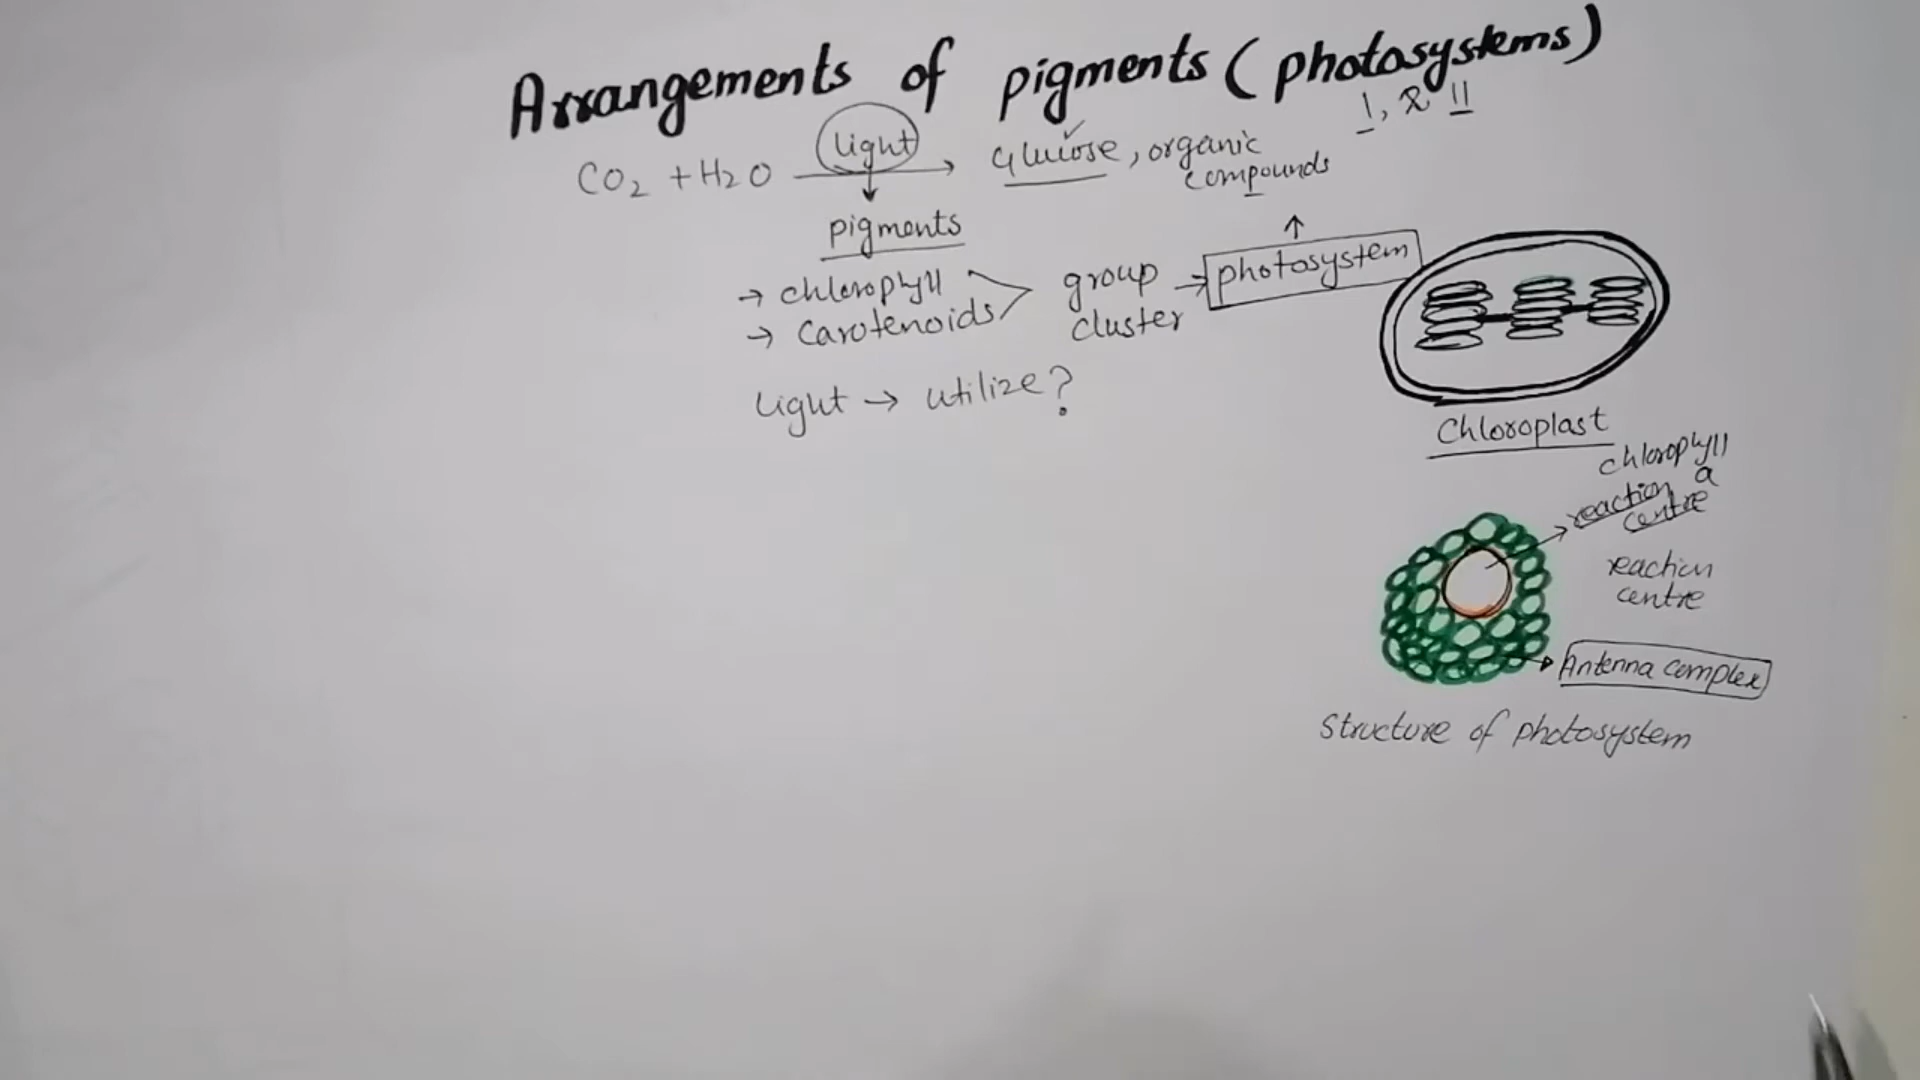 Arrangements of pigments (photosystems)
I, & II
CO2 + H2O light → Glucose, organic compounds
pigments
→ chlorophyll
→ Carotenoids
group
cluster
→ photosystem
↑
light → utilize?
Chloroplast
chlorophyll
a
reaction
centre
reaction
centre
Antenna complex
Structure of photosystem